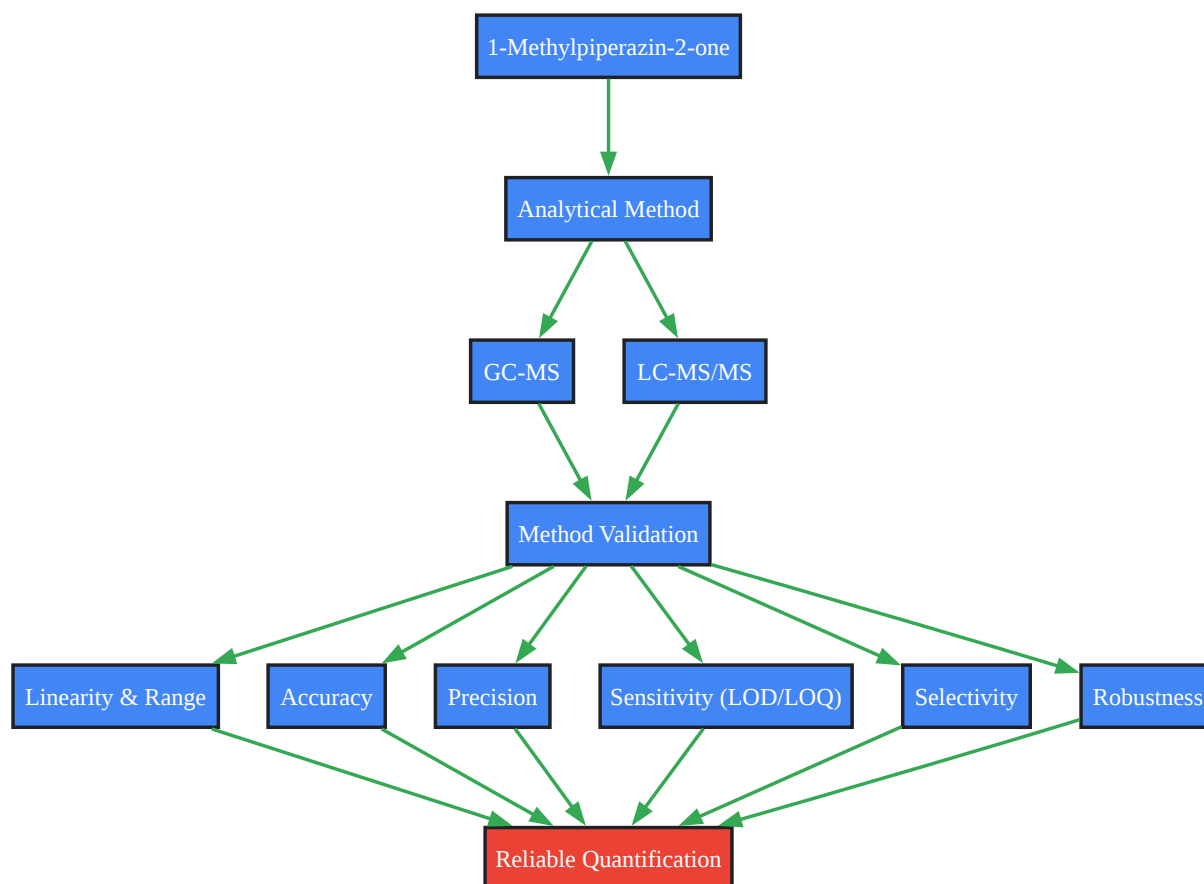 1-Methylpiperazin-2-one
Analytical Method
GC-MS
LC-MS/MS
Method Validation
Linearity & Range
Accuracy
Precision
Sensitivity (LOD/LOQ)
Selectivity
Robustness
Reliable Quantification